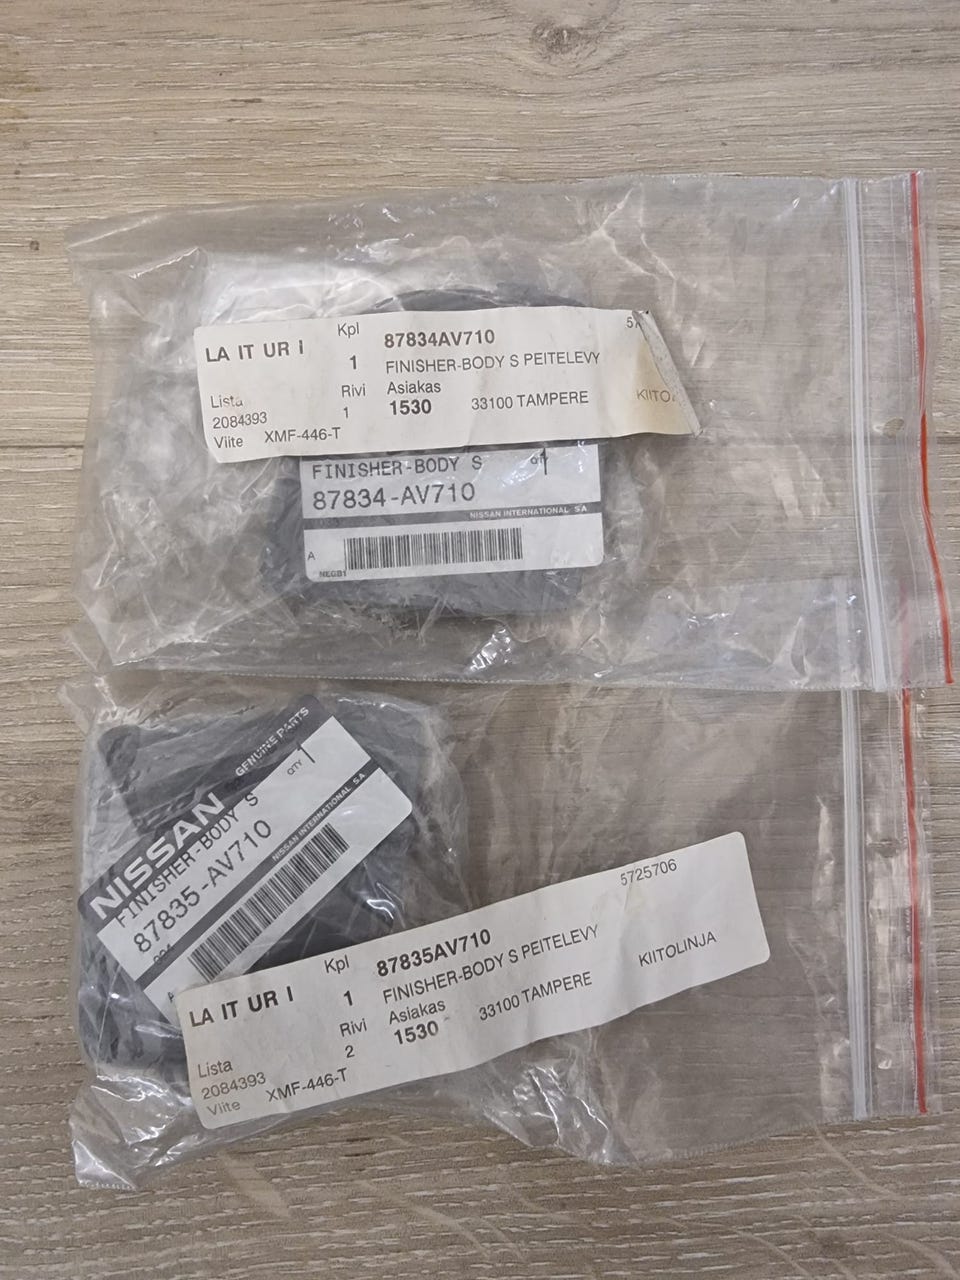 LA IT UR I
Kpl
87834AV710
1
FINISHER-BODY S PEITELEVY
Lista
Rivi
Asiakas
2084393
1
1530
33100 TAMPERE
Viite
XMF-446-T
FINISHER-BODY S
QTY
1
87834-AV710
NISSAN INTERNATIONAL SA
A
NEGB1
NISSAN
GENUINE PARTS
FINISHER-BODY S
QTY
1
87835-AV710
NISSAN INTERNATIONAL S.A
5725706
LA IT UR I
Kpl
87835AV710
1
FINISHER-BODY S PEITELEVY
KIITOLINJA
Lista
Rivi
Asiakas
2084393
2
1530
33100 TAMPERE
Viite
XMF-446-T